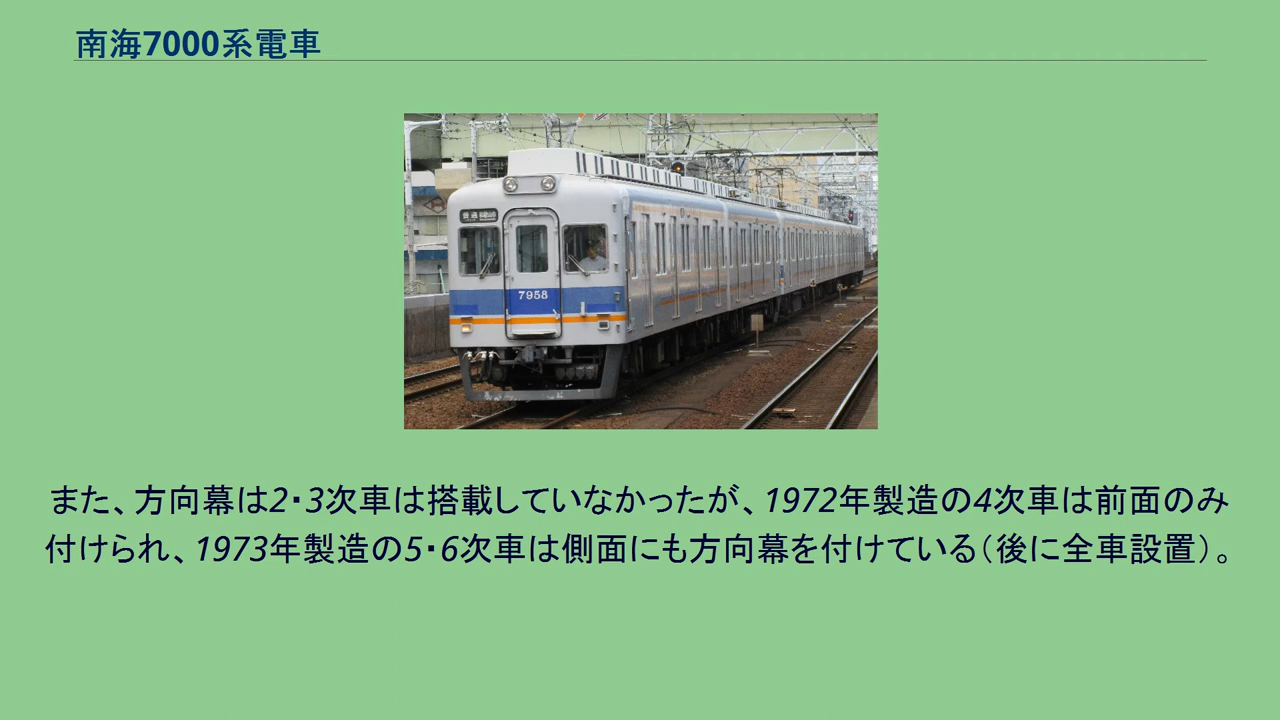 南海7000系電車
普通
7958
また、方向幕は2・3次車は搭載していなかったが、1972年製造の4次車は前面のみ
付けられ、1973年製造の5・6次車は側面にも方向幕を付けている（後に全車設置）。